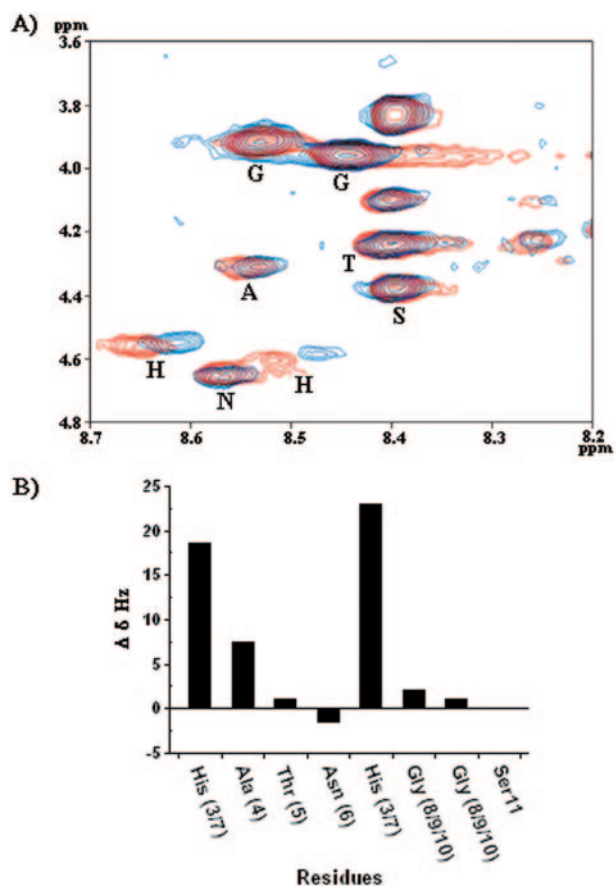 A)
ppm
3.6
3.8
4.0
4.2
4.4
4.6
4.8
G
G
A
T
S
H
N
H
8.7
8.6
8.5
8.4
8.3
8.2
ppm
B)
25
20
15
10
5
0
-5
Δ δ Hz
His (3/7)
Ala (4)
Thr (5)
Asn (6)
His (3/7)
Gly (8/9/10)
Gly (8/9/10)
Ser11
Residues